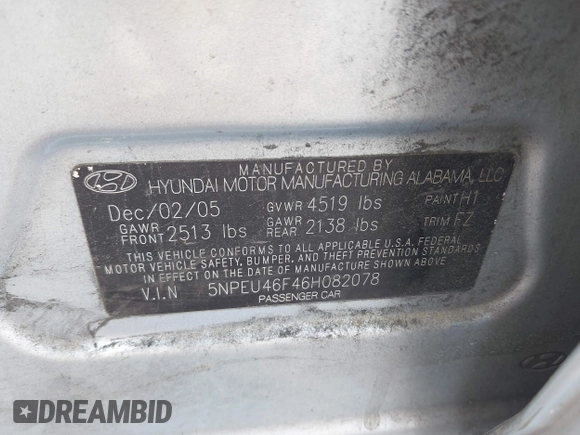 MANUFACTURED BY
HYUNDAI MOTOR MANUFACTURING ALABAMA, LLC
Dec/02/05 GVWR 4519 lbs PAINT H1
GAWR FRONT 2513 lbs GAWR REAR 2138 lbs TRIM FZ
THIS VEHICLE CONFORMS TO ALL APPLICABLE U.S.A. FEDERAL
MOTOR VEHICLE SAFETY, BUMPER, AND THEFT PREVENTION STANDARDS
IN EFFECT ON THE DATE OF MANUFACTURE SHOWN ABOVE
V.I.N 5NPEU46F46H082078
PASSENGER CAR
DREAMBID